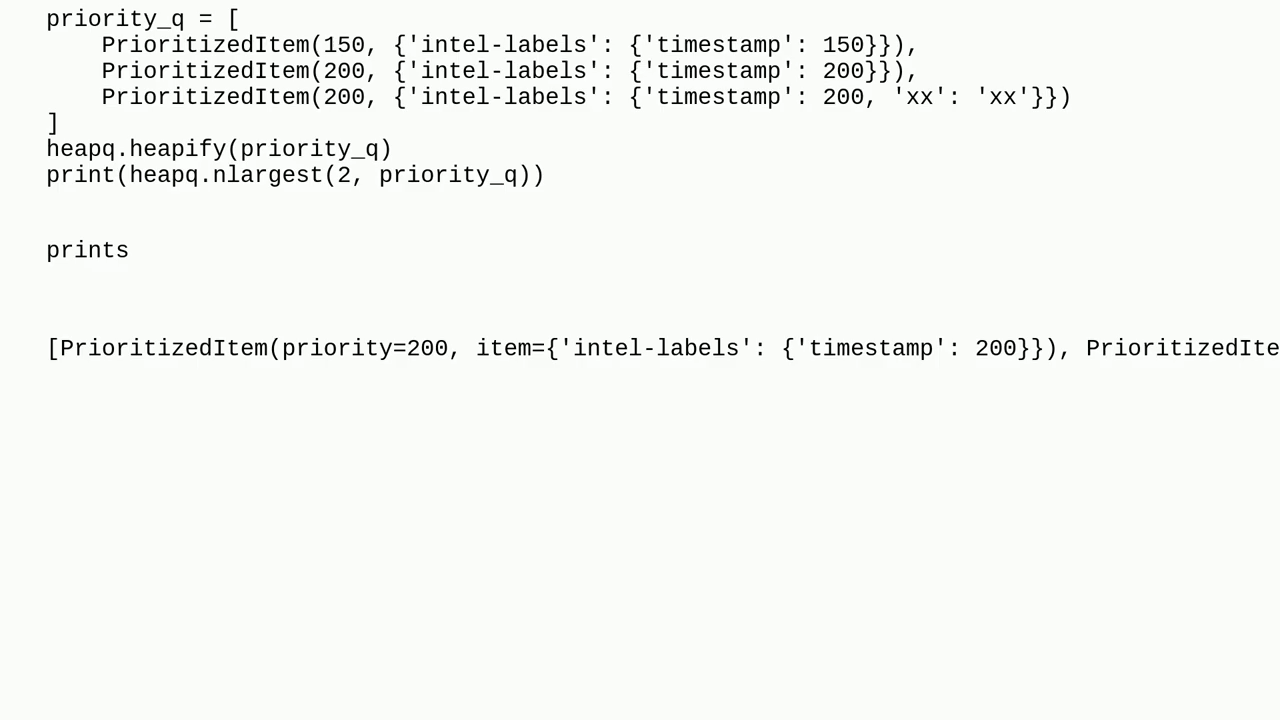 priority_q = [
    PrioritizedItem(150, {'intel-labels': {'timestamp': 150}}),
    PrioritizedItem(200, {'intel-labels': {'timestamp': 200}}),
    PrioritizedItem(200, {'intel-labels': {'timestamp': 200, 'xx': 'xx'}})
]
heapq.heapify(priority_q)
print(heapq.nlargest(2, priority_q))
prints
[PrioritizedItem(priority=200, item={'intel-labels': {'timestamp': 200}}), PrioritizedIte